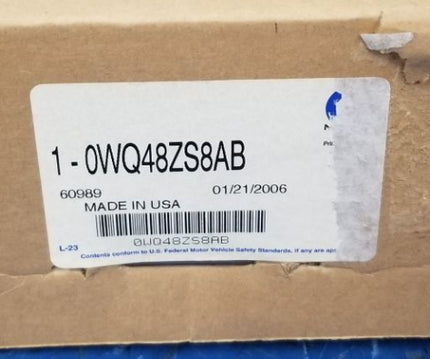 1 - 0WQ48ZS8AB
60989 01/21/2006
MADE IN USA
0WQ48ZS8AB
L-23
Contents conform to U.S. Federal Motor Vehicle Safety Standards, if any are